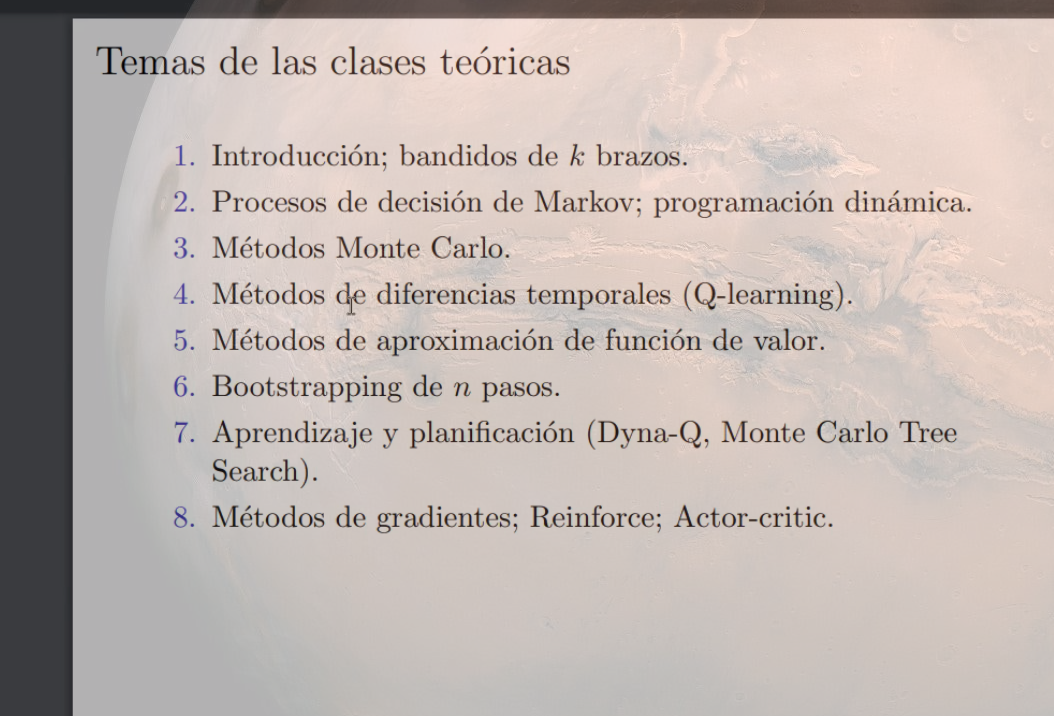 Temas de las clases teóricas
1. Introducción; bandidos de k brazos.
2. Procesos de decisión de Markov; programación dinámica.
3. Métodos Monte Carlo.
4. Métodos de diferencias temporales (Q-learning).
5. Métodos de aproximación de función de valor.
6. Bootstrapping de n pasos.
7. Aprendizaje y planificación (Dyna-Q, Monte Carlo Tree
Search).
8. Métodos de gradientes; Reinforce; Actor-critic.